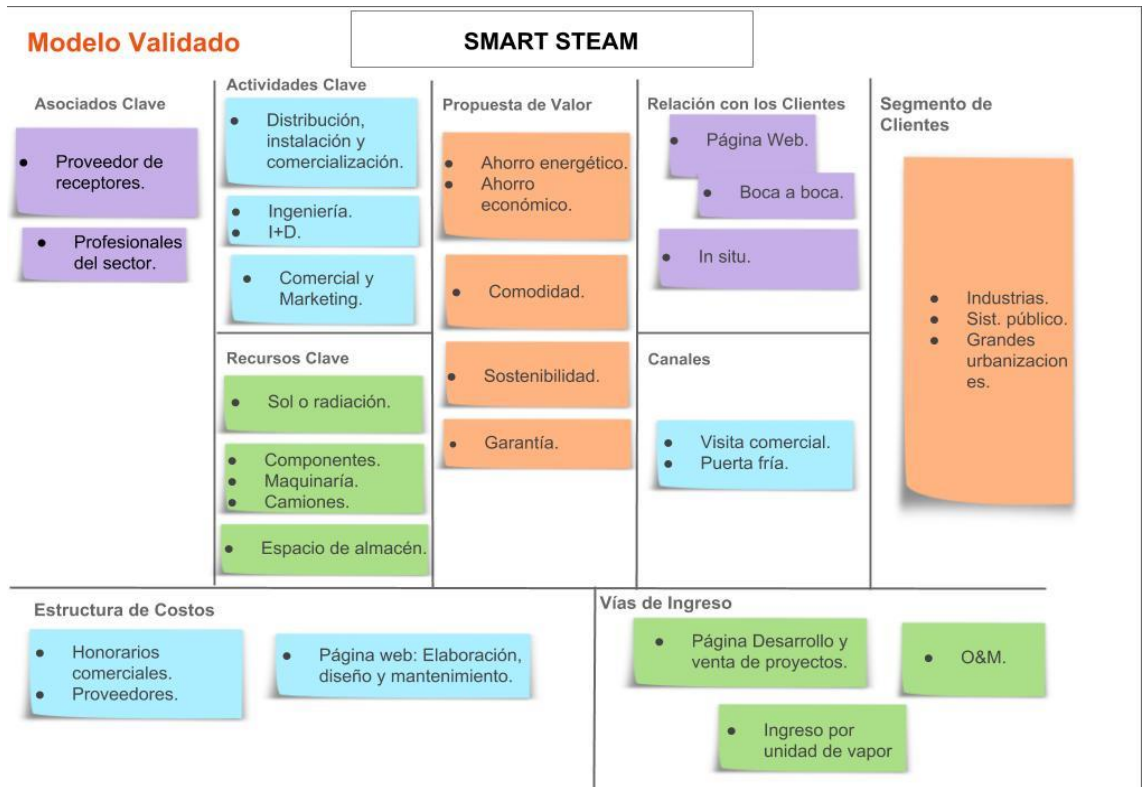 Modelo Validado
SMART STEAM
Asociados Clave
● Proveedor de
receptores.
● Profesionales
del sector.
Actividades Clave
● Distribución,
instalación y
comercialización.
● Ingeniería.
● I+D.
● Comercial y
Marketing.
Recursos Clave
● Sol o radiación.
● Componentes.
● Maquinaría.
● Camiones.
● Espacio de almacén.
Propuesta de Valor
● Ahorro energético.
● Ahorro
económico.
● Comodidad.
● Sostenibilidad.
● Garantía.
Relación con los Clientes
● Página Web.
● Boca a boca.
● In situ.
Canales
● Visita comercial.
● Puerta fría.
Segmento de
Clientes
● Industrias.
● Sist. público.
● Grandes
urbanizacion
es.
Estructura de Costos
● Honorarios
comerciales.
● Proveedores.
● Página web: Elaboración,
diseño y mantenimiento.
Vías de Ingreso
● Página Desarrollo y
venta de proyectos.
● O&M.
● Ingreso por
unidad de vapor